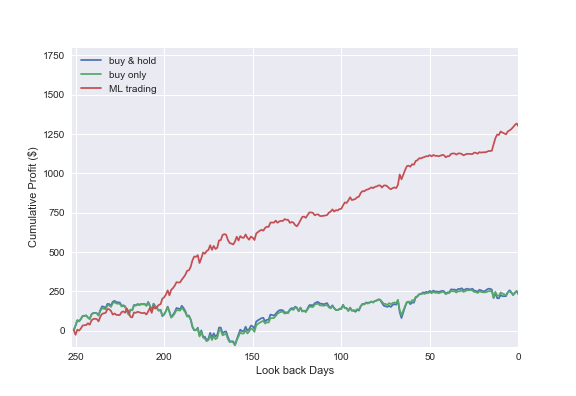 1750
1500
1250
1000
750
500
250
0
Cumulative Profit ($)
buy & hold
buy only
ML trading
250 200 150 100 50 0
Look back Days